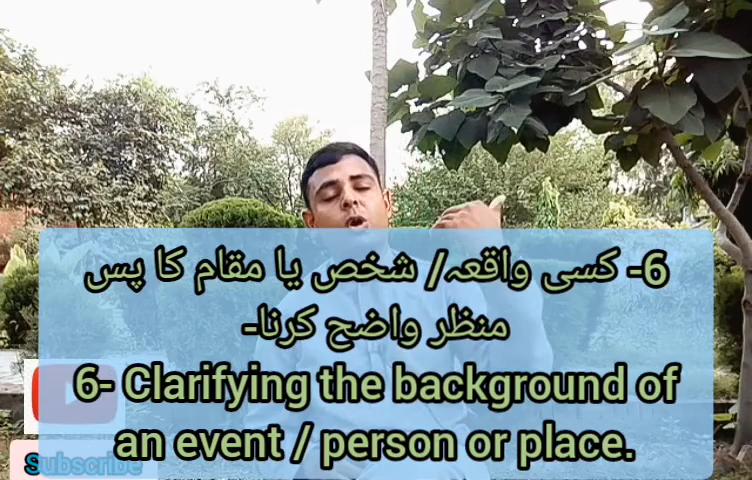 6- کسی واقعہ/ شخص یا مقام کا پس
منظر واضح کرنا-
6- Clarifying the background of
an event / person or place.
Subscribe